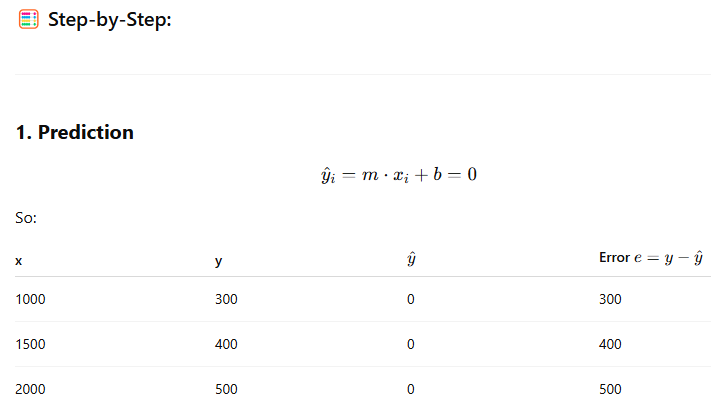 Step-by-Step:
1. Prediction
ŷᵢ = m · xᵢ + b = 0
So:
x y ŷ Error e = y − ŷ
1000 300 0 300
1500 400 0 400
2000 500 0 500